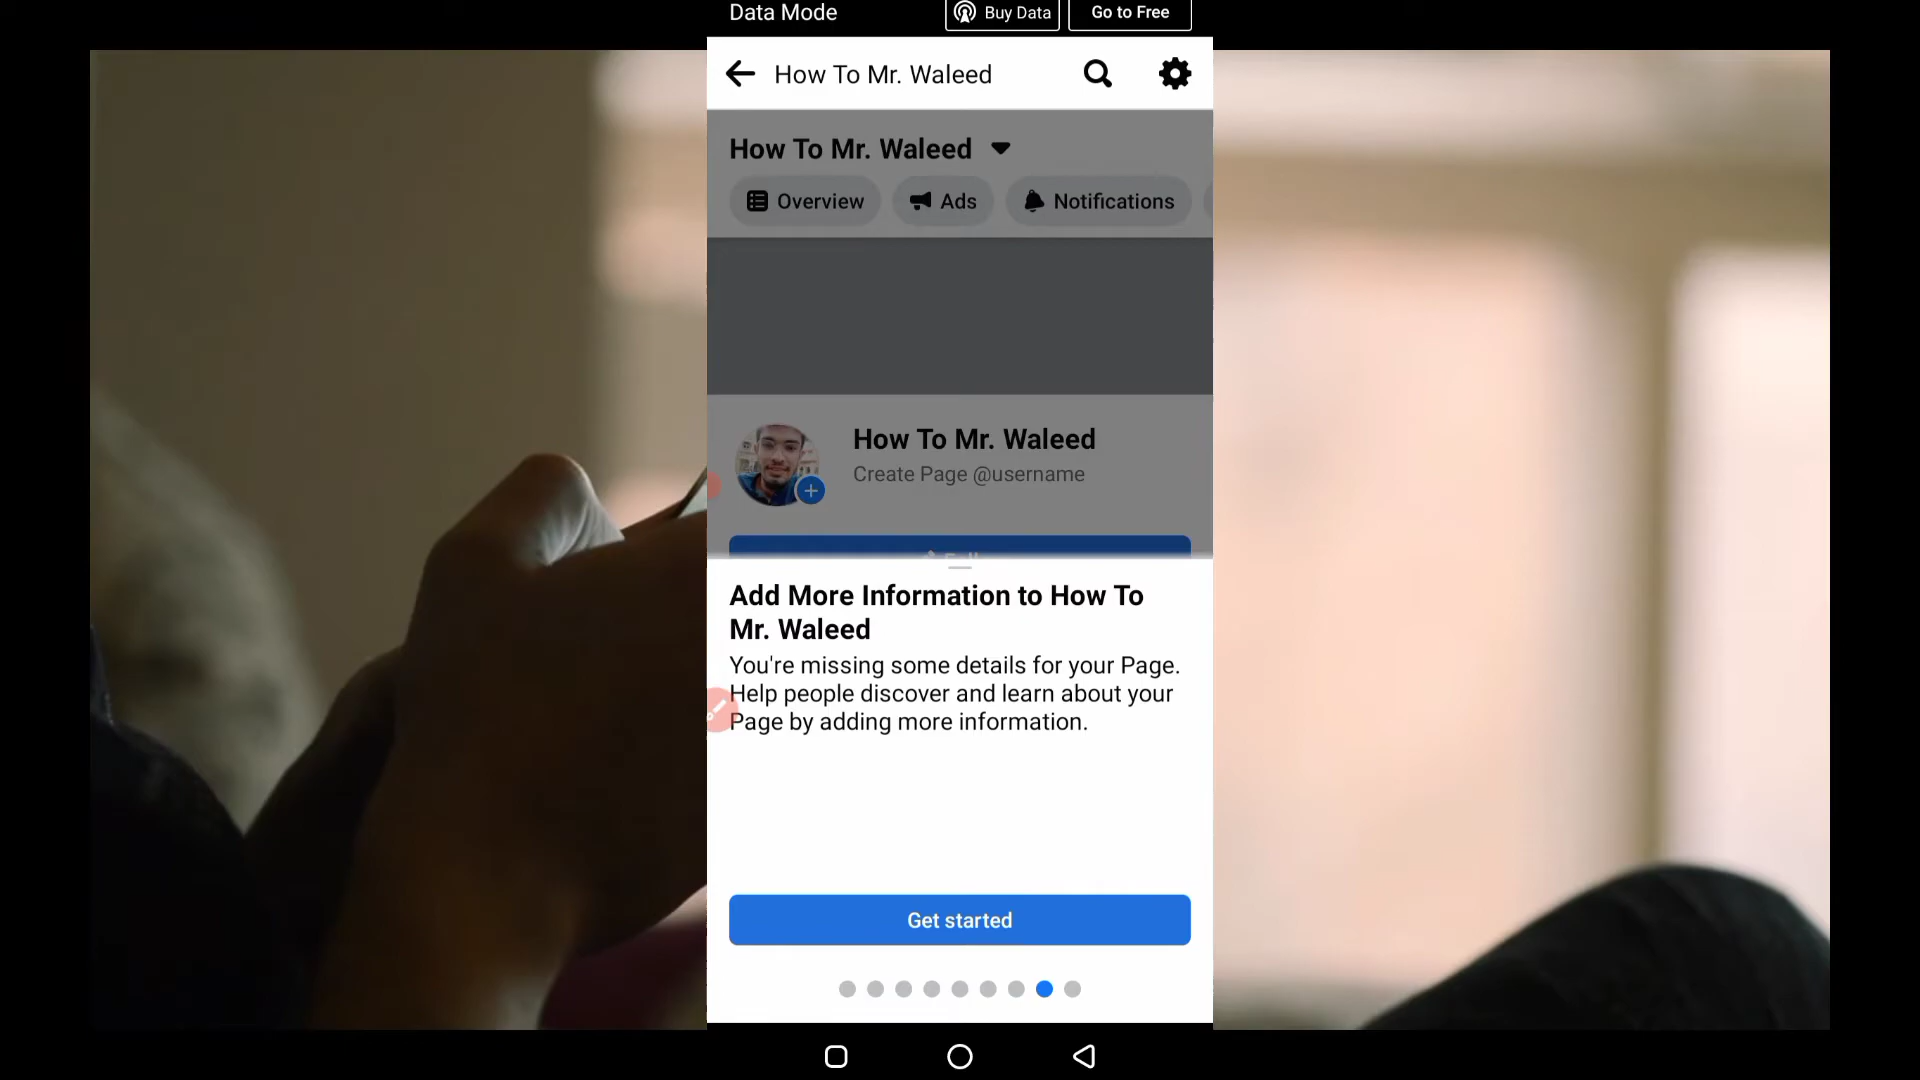 Data Mode Buy Data Go to Free
How To Mr. Waleed
How To Mr. Waleed
Overview Ads Notifications
How To Mr. Waleed
Create Page @username
Add More Information to How To
Mr. Waleed
You're missing some details for your Page.
Help people discover and learn about your
Page by adding more information.
Get started